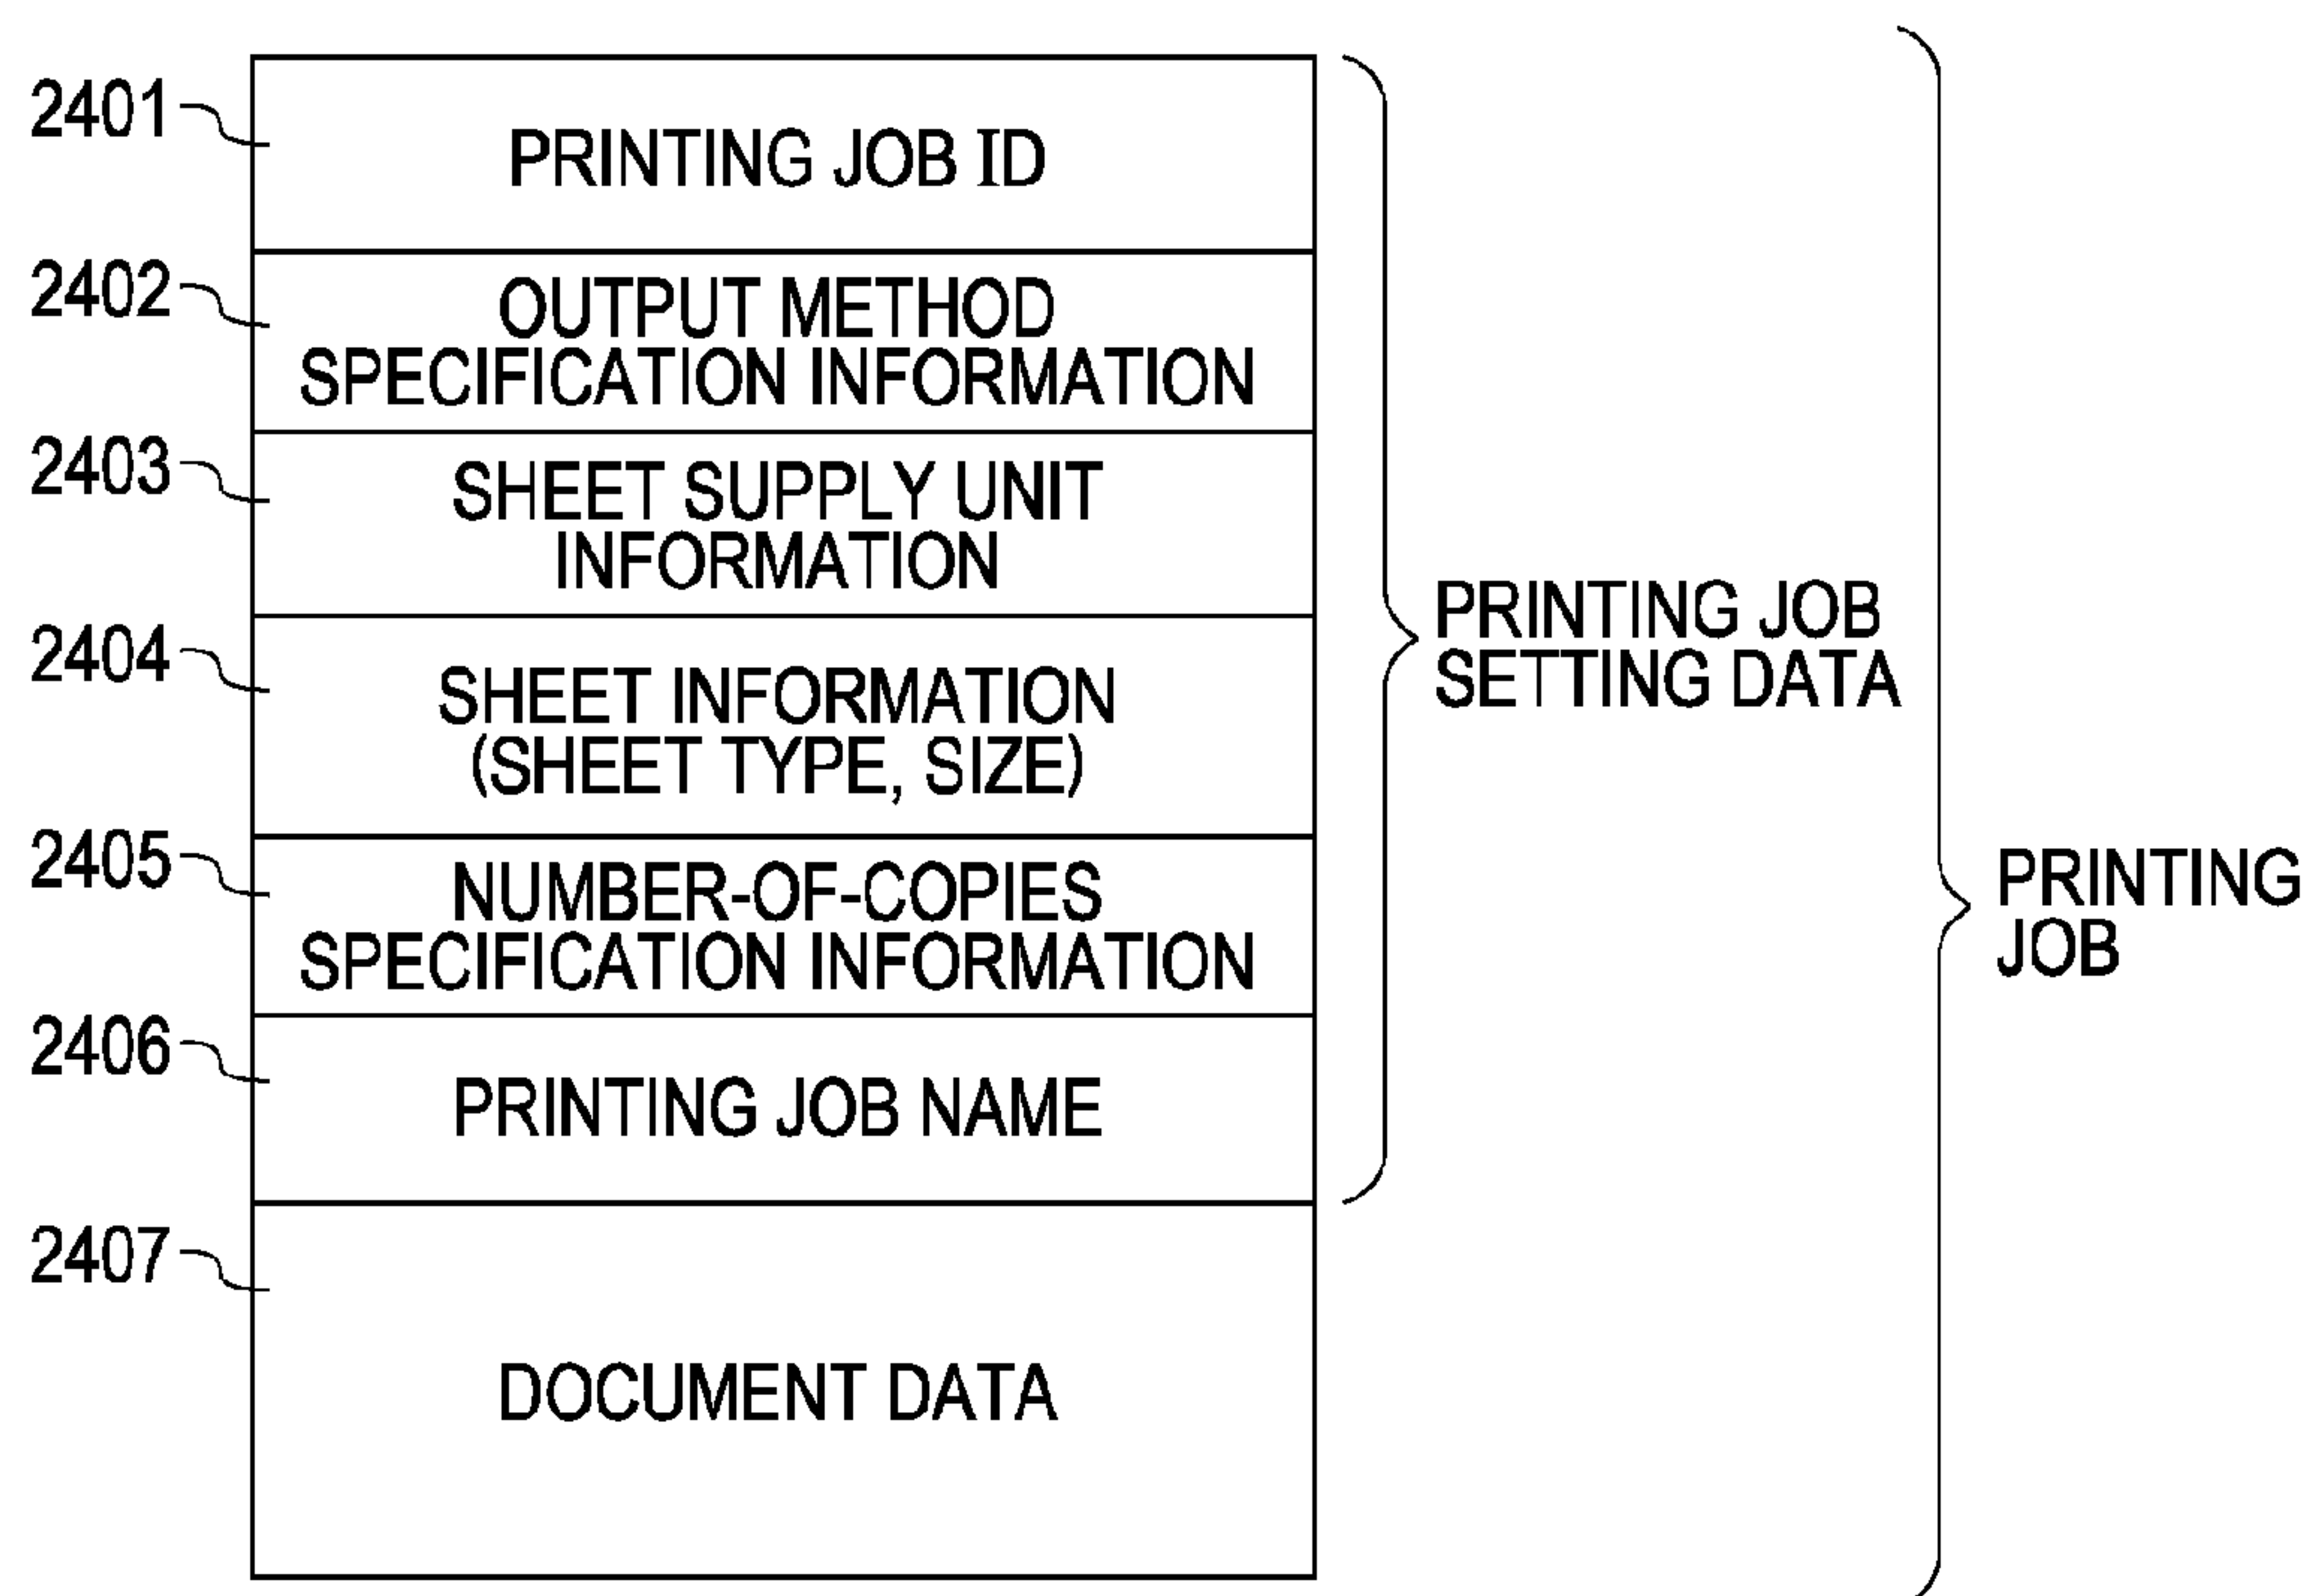 2401
PRINTING JOB ID
2402
OUTPUT METHOD
SPECIFICATION INFORMATION
2403
SHEET SUPPLY UNIT
INFORMATION
2404
SHEET INFORMATION
(SHEET TYPE, SIZE)
2405
NUMBER-OF-COPIES
SPECIFICATION INFORMATION
2406
PRINTING JOB NAME
2407
DOCUMENT DATA
PRINTING JOB
SETTING DATA
PRINTING
JOB